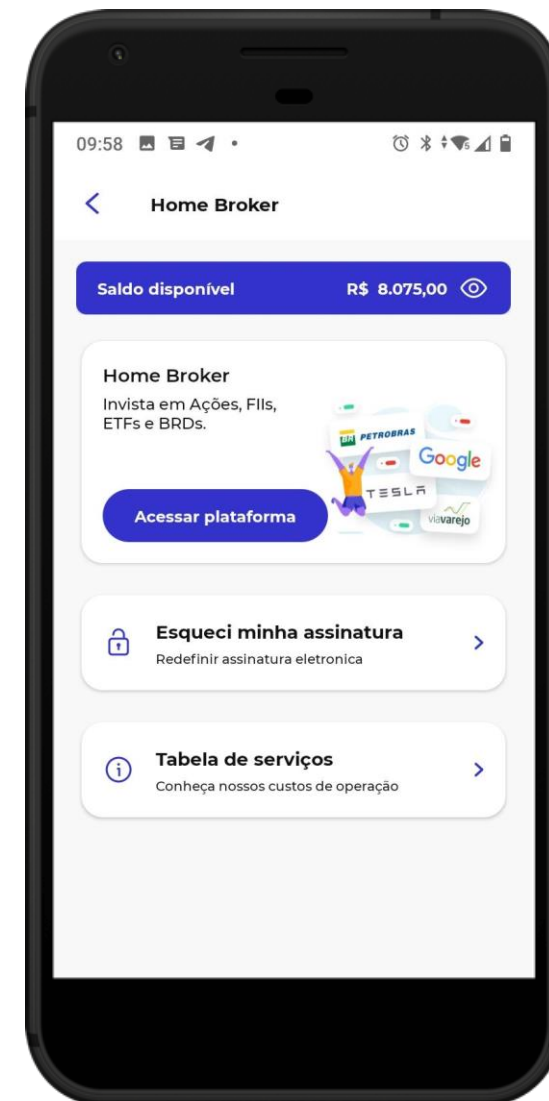 09:58
Home Broker
Saldo disponível R$ 8.075,00
Home Broker
Invista em Ações, FIIs,
ETFs e BRDs.
BR PETROBRAS
Google
TESLA
viavarejo
Acessar plataforma
Esqueci minha assinatura
Redefinir assinatura eletronica
Tabela de serviços
Conheça nossos custos de operação